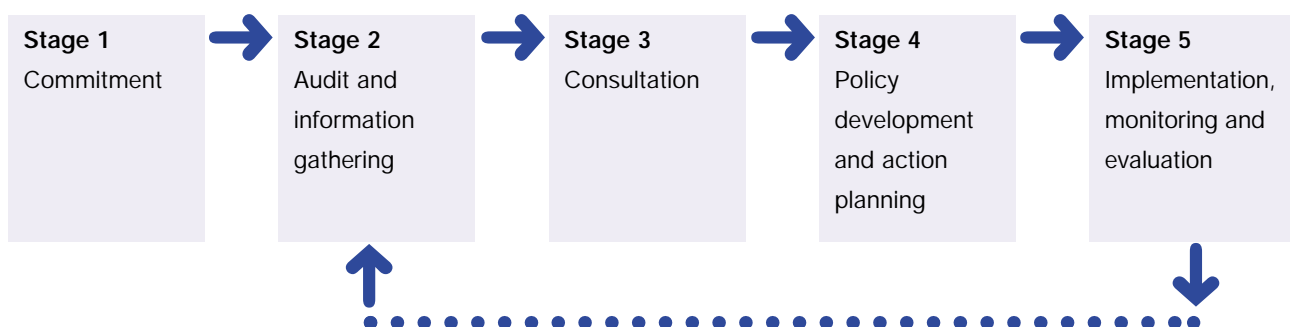 Stage 1
Commitment
Stage 2
Audit and
information
gathering
Stage 3
Consultation
Stage 4
Policy
development
and action
planning
Stage 5
Implementation,
monitoring and
evaluation